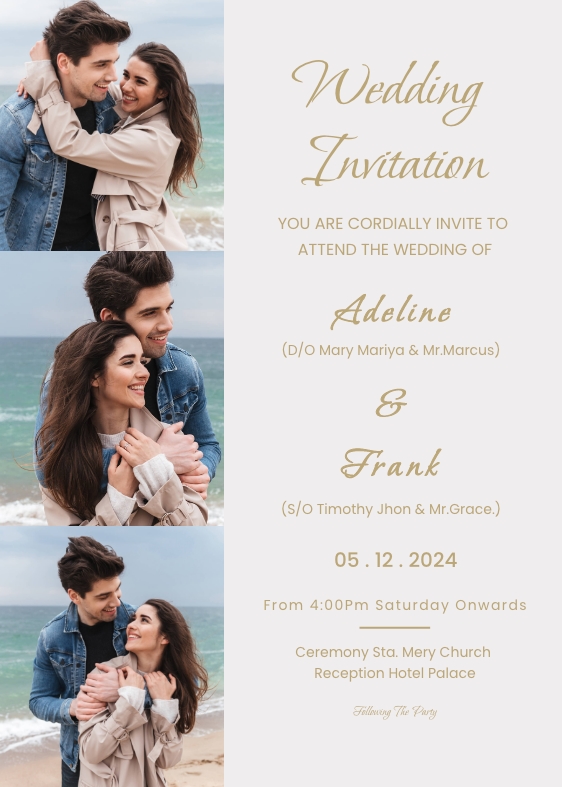 Wedding
Invitation
YOU ARE CORDIALLY INVITE TO
ATTEND THE WEDDING OF
Adeline
(D/O Mary Mariya & Mr.Marcus)
&
Frank
(S/O Timothy Jhon & Mr.Grace.)
05 . 12 . 2024
From 4:00Pm Saturday Onwards
Ceremony Sta. Mery Church
Reception Hotel Palace
Following The Party